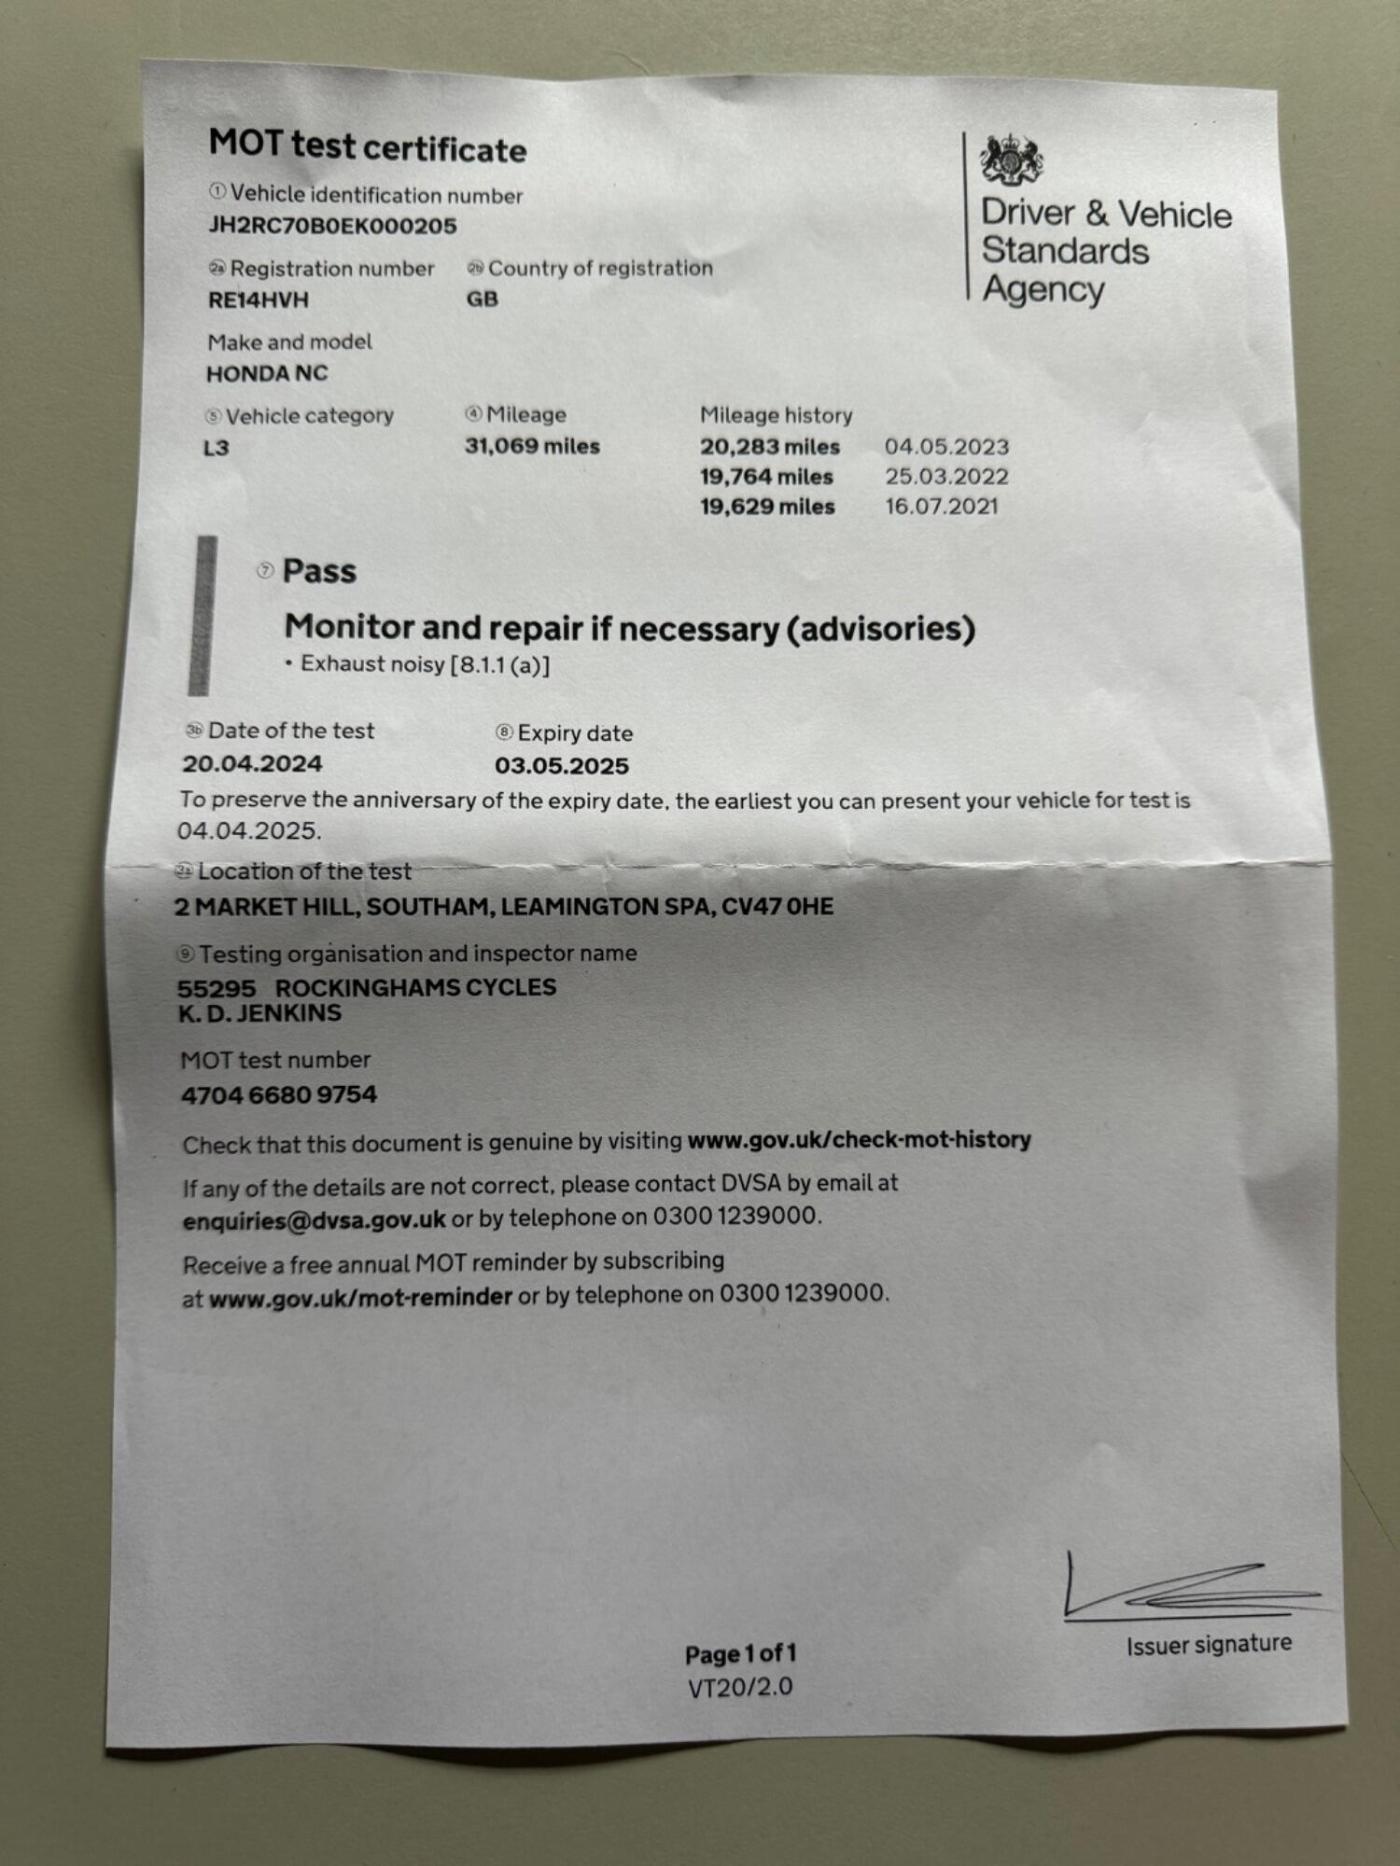 MOT test certificate
① Vehicle identification number
JH2RC70B0EK000205
2a Registration number 2b Country of registration
RE14HVH GB
Make and model
HONDA NC
⑤ Vehicle category ④ Mileage Mileage history
L3 31,069 miles 20,283 miles 04.05.2023
19,764 miles 25.03.2022
19,629 miles 16.07.2021
Driver & Vehicle
Standards
Agency
⑦ Pass
Monitor and repair if necessary (advisories)
• Exhaust noisy [8.1.1 (a)]
3b Date of the test ⑧ Expiry date
20.04.2024 03.05.2025
To preserve the anniversary of the expiry date, the earliest you can present your vehicle for test is
04.04.2025.
3a Location of the test
2 MARKET HILL, SOUTHAM, LEAMINGTON SPA, CV47 0HE
⑨ Testing organisation and inspector name
55295 ROCKINGHAMS CYCLES
K. D. JENKINS
MOT test number
4704 6680 9754
Check that this document is genuine by visiting www.gov.uk/check-mot-history
If any of the details are not correct, please contact DVSA by email at
enquiries@dvsa.gov.uk or by telephone on 0300 1239000.
Receive a free annual MOT reminder by subscribing
at www.gov.uk/mot-reminder or by telephone on 0300 1239000.
Issuer signature
Page 1 of 1
VT20/2.0